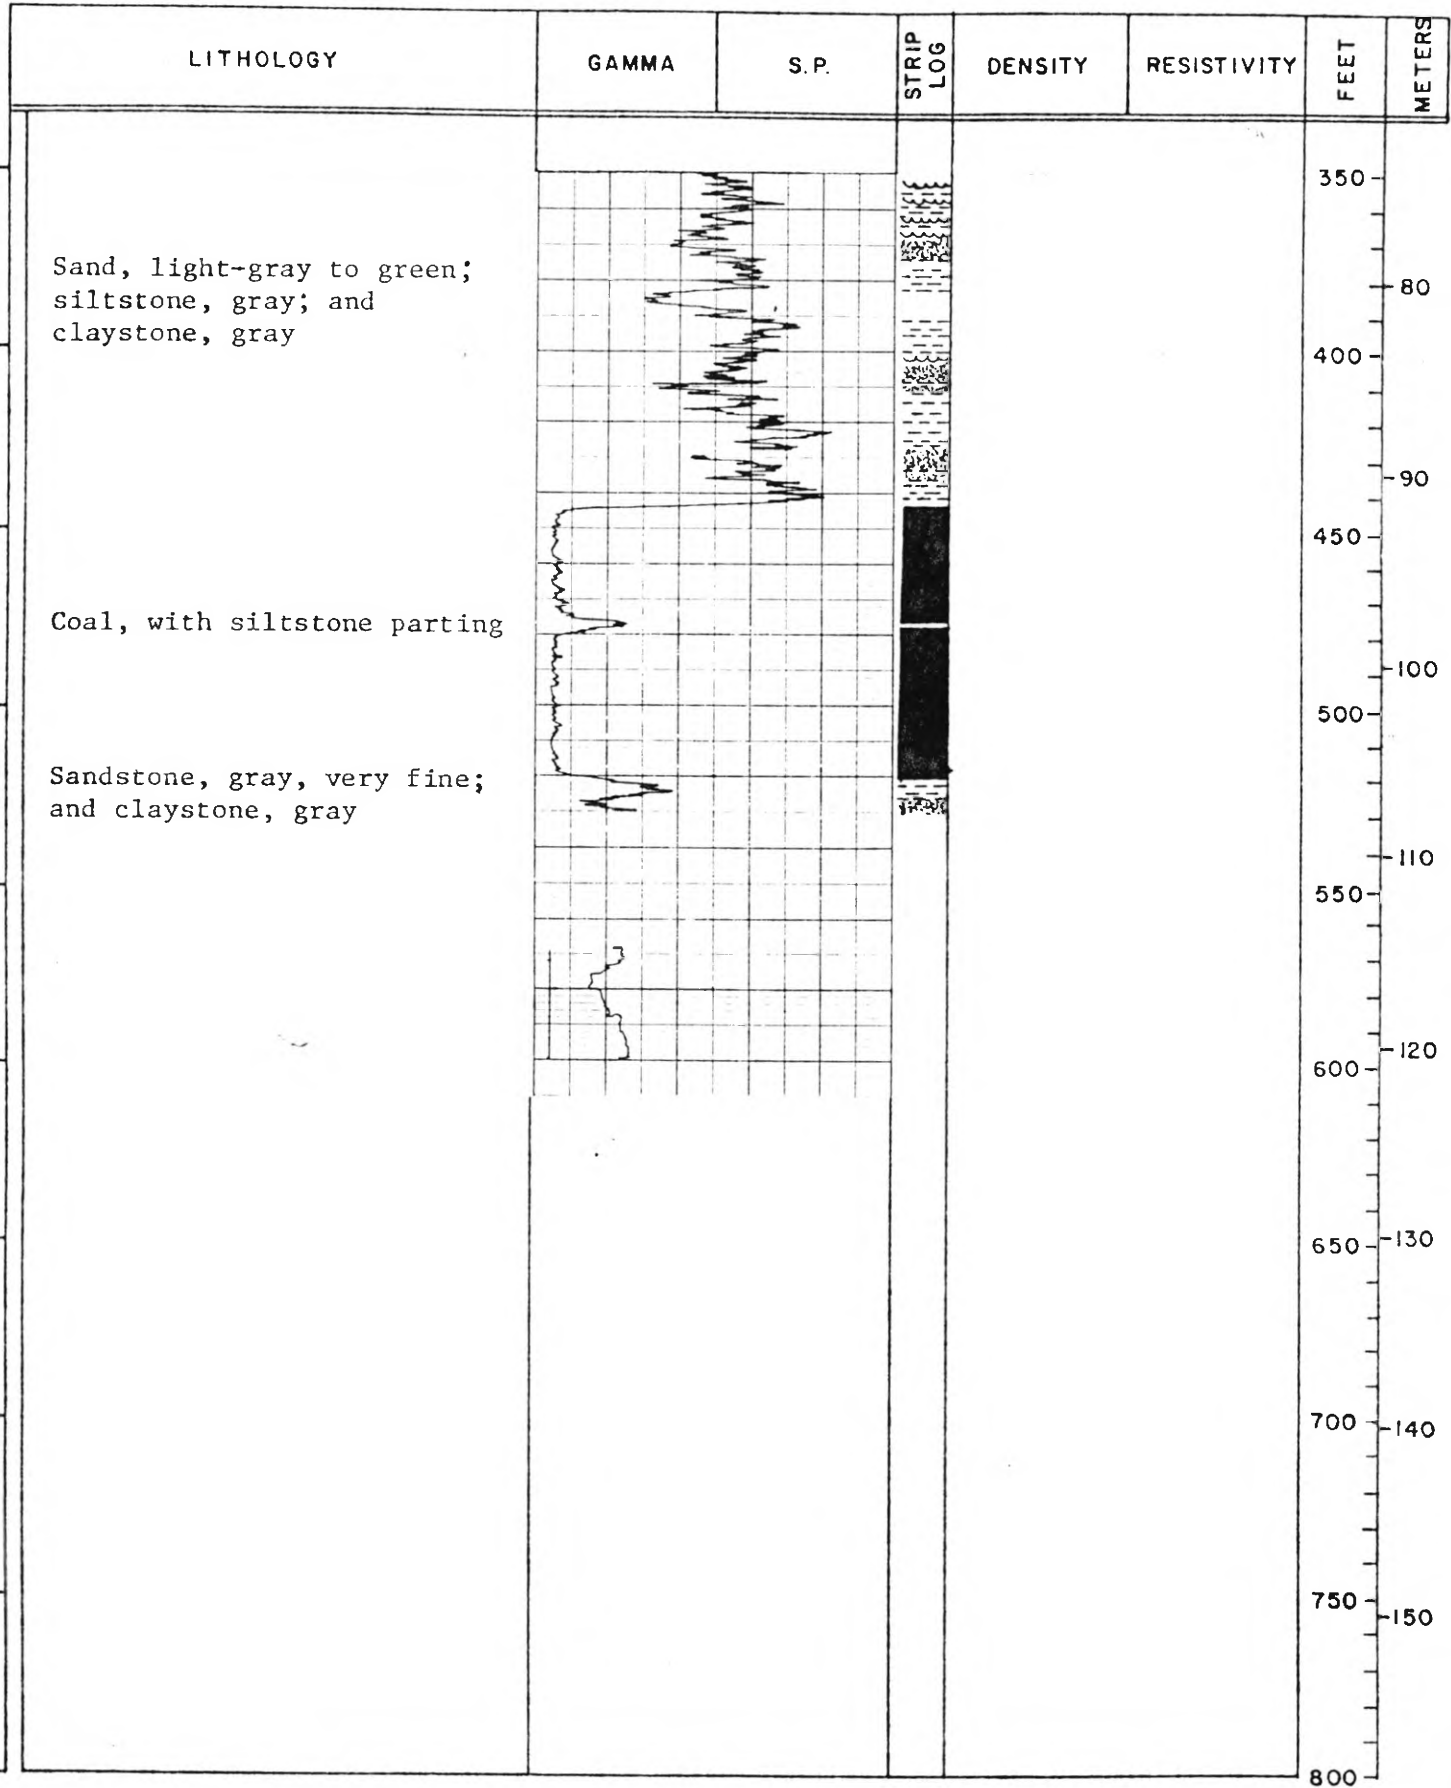 LITHOLOGY
GAMMA
S.P.
STRIP LOG
DENSITY
RESISTIVITY
FEET
METERS
350
Sand, light-gray to green;
siltstone, gray; and
claystone, gray
80
400
90
450
Coal, with siltstone parting
100
500
Sandstone, gray, very fine;
and claystone, gray
110
550
120
600
650
130
700
140
750
150
800